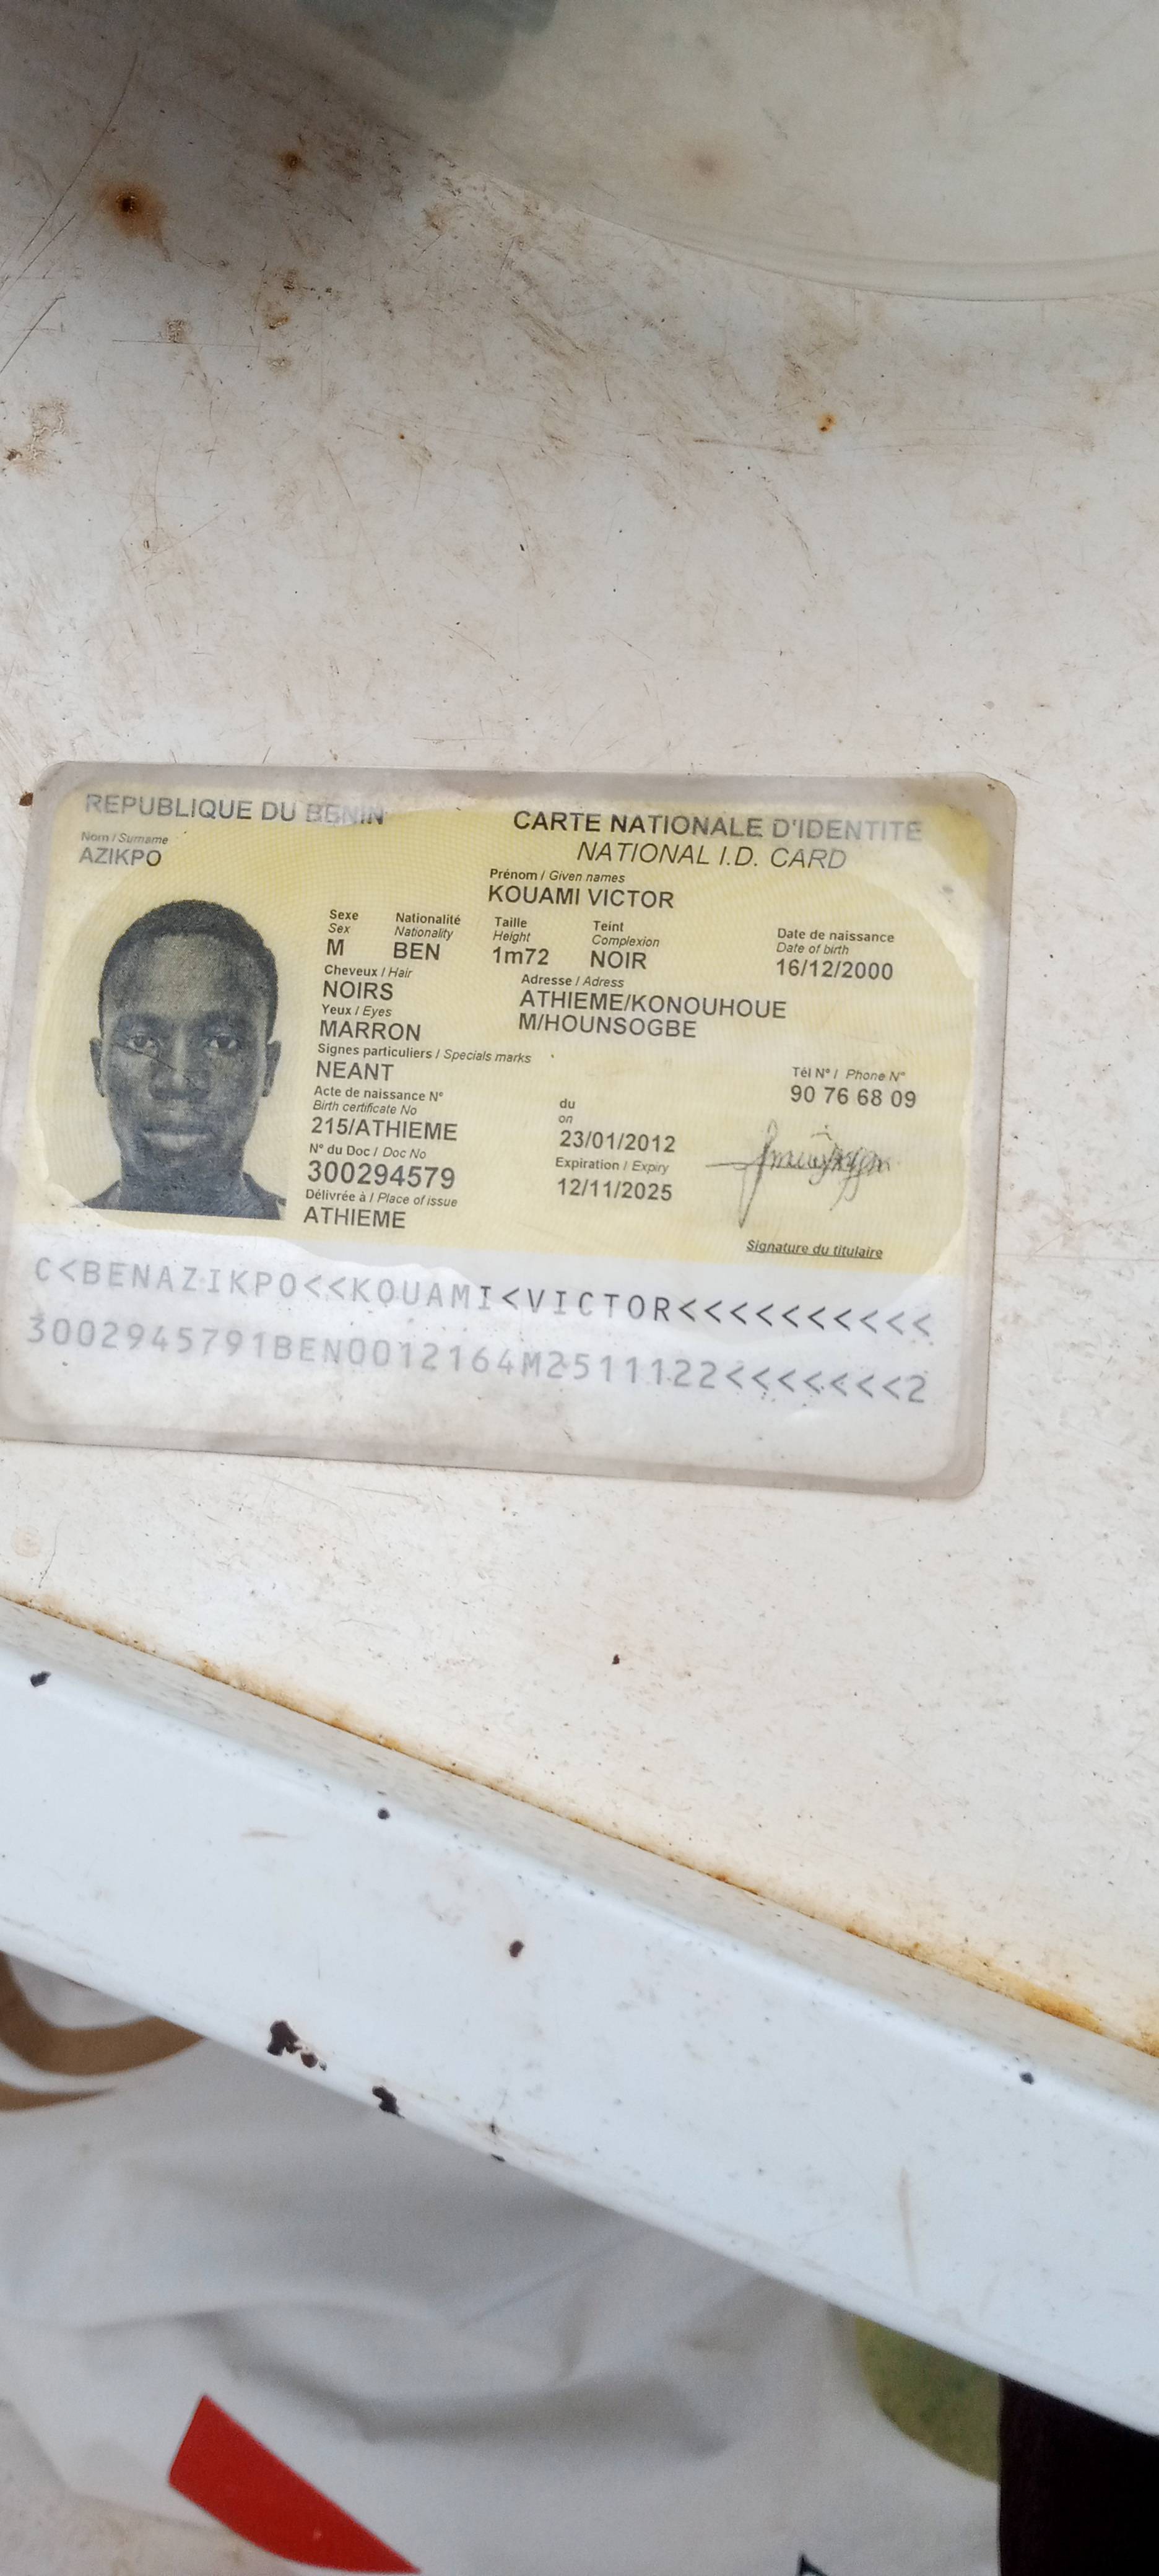 REPUBLIQUE DU BENIN
CARTE NATIONALE D'IDENTITE
NATIONAL I.D. CARD
Nom / Surname
AZIKPO
Prénom / Given names
KOUAMI VICTOR
Sexe
Sex
M
Nationalité
Nationality
BEN
Taille
Height
1m72
Teint
Complexion
NOIR
Date de naissance
Date of birth
16/12/2000
Cheveux / Hair
NOIRS
Adresse / Adress
ATHIEME/KONOUHOUE
M/HOUNSOGBE
Yeux / Eyes
MARRON
Signes particuliers / Specials marks
NEANT
Tél N° / Phone N°
90 76 68 09
Acte de naissance N°
Birth certificate No
215/ATHIEME
du
on
23/01/2012
N° du Doc / Doc No
300294579
Expiration / Expiry
12/11/2025
Délivrée à / Place of issue
ATHIEME
Signature du titulaire
C<BENAZIKPO<<KOUAMI<VICTOR<<<<<<<<<<
3002945791BEN0012164M2511122<<<<<<<2